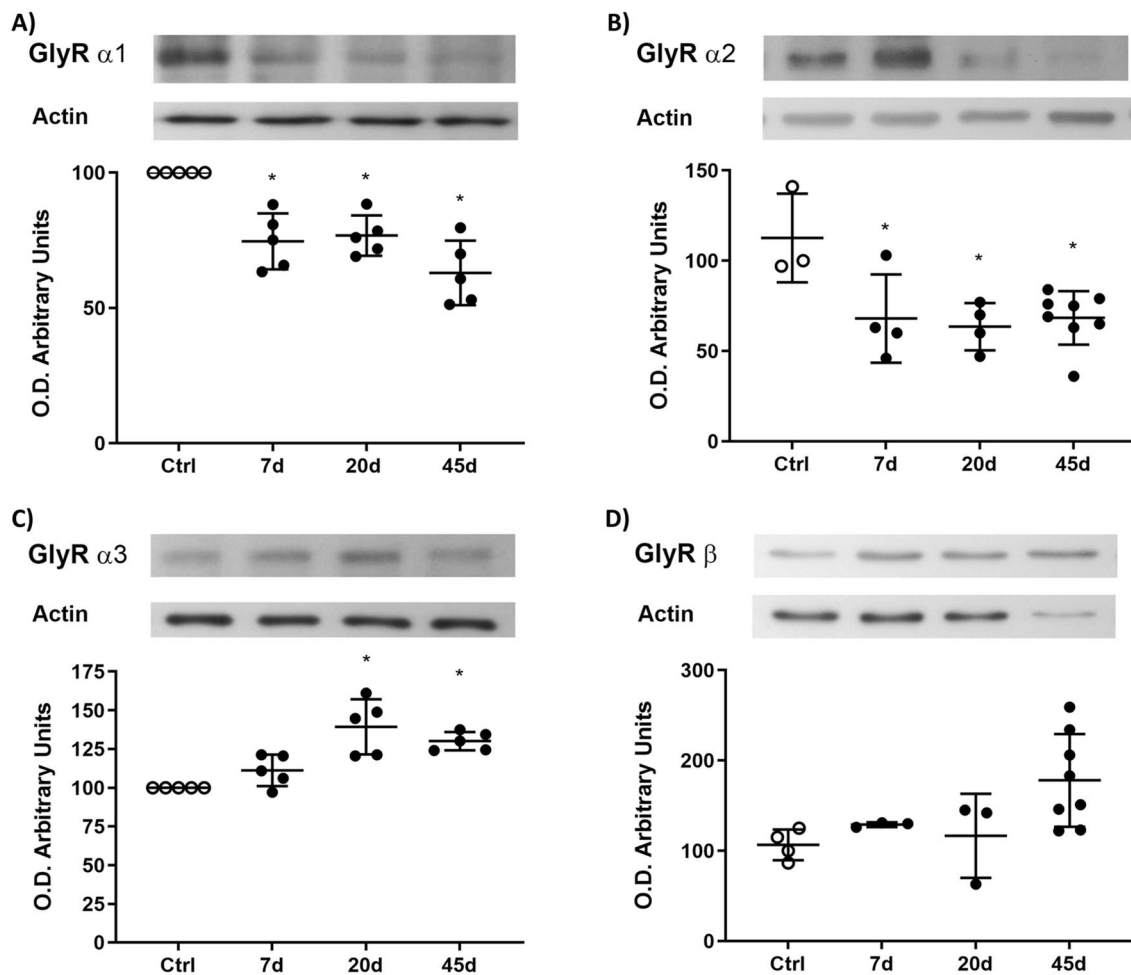 A)
GlyR α1
Actin
O.D. Arbitrary Units
100
50
0
* * *
Ctrl 7d 20d 45d
B)
GlyR α2
Actin
O.D. Arbitrary Units
150
100
50
0
* * *
Ctrl 7d 20d 45d
C)
GlyR α3
Actin
O.D. Arbitrary Units
175
150
125
100
75
50
25
0
* *
Ctrl 7d 20d 45d
D)
GlyR β
Actin
O.D. Arbitrary Units
300
200
100
0
Ctrl 7d 20d 45d